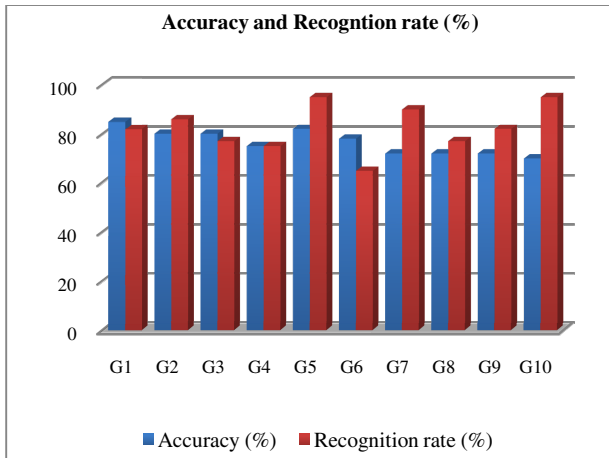 Accuracy and Recogntion rate (%)
100
80
60
40
20
0
G1 G2 G3 G4 G5 G6 G7 G8 G9 G10
Accuracy (%) Recognition rate (%)